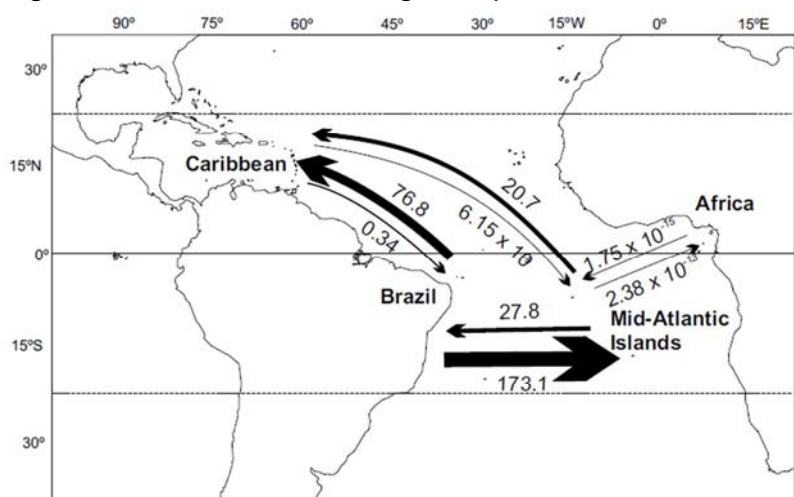 90º 75º 60º 45º 30º 15ºW 0º 15ºE
30º
15ºN
0º
15ºS
30º
Caribbean
20.7
76.8
6.15 x 10
0.34
Africa
1.75 x 10⁻¹⁵
2.38 x 10⁻¹³
Brazil
27.8
Mid-Atlantic
Islands
173.1